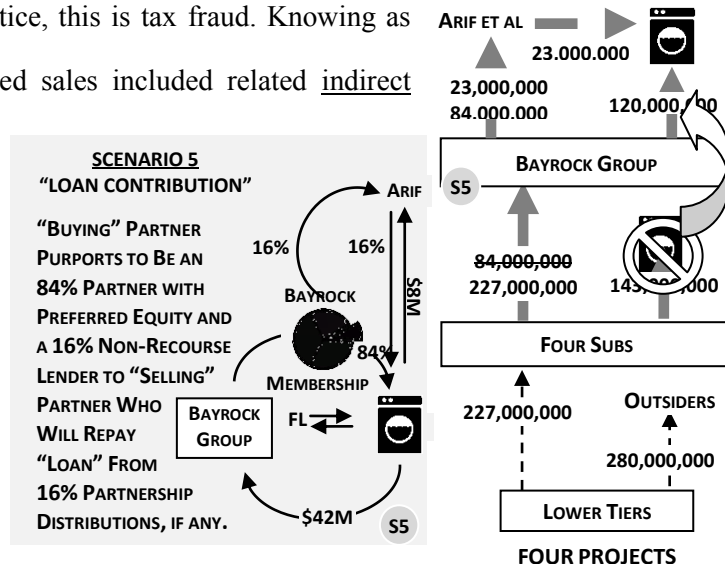 tice, this is tax fraud. Knowing as
ed sales included related indirect
SCENARIO 5
"LOAN CONTRIBUTION"
"BUYING" PARTNER
PURPORTS TO BE AN
84% PARTNER WITH
PREFERRED EQUITY AND
A 16% NON-RECOURSE
LENDER TO "SELLING"
PARTNER WHO
WILL REPAY
"LOAN" FROM
16% PARTNERSHIP
DISTRIBUTIONS, IF ANY.
ARIF
16%
16%
$8M
BAYROCK
84%
MEMBERSHIP
BAYROCK
GROUP
FL
$42M
S5
ARIF ET AL
23.000.000
23,000,000
84.000.000
120,000,000
BAYROCK GROUP
S5
84,000,000
227,000,000
FOUR SUBS
227,000,000
OUTSIDERS
280,000,000
LOWER TIERS
FOUR PROJECTS